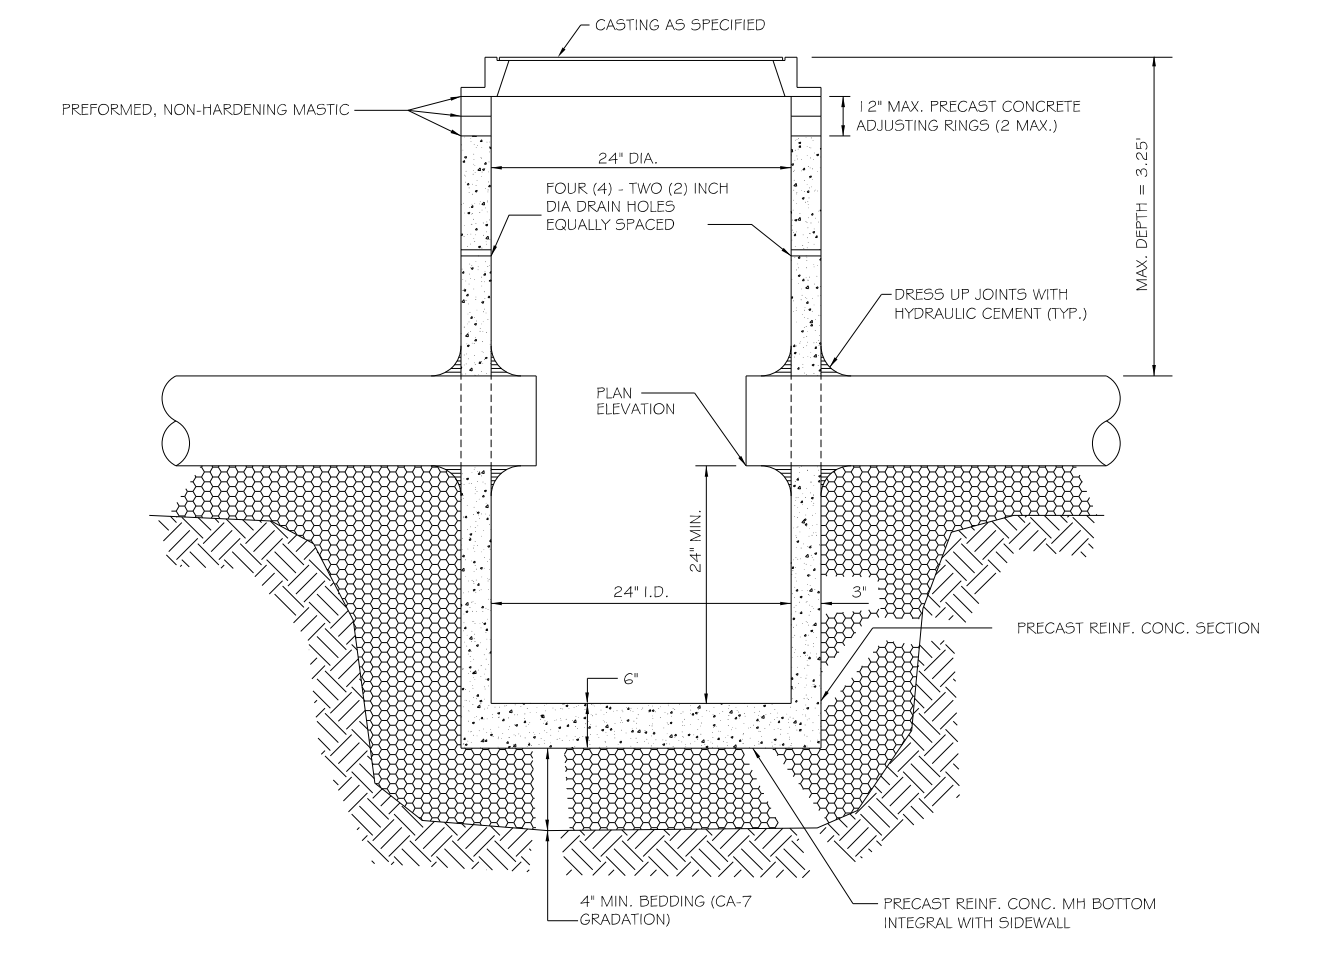 CASTING AS SPECIFIED
PREFORMED, NON-HARDENING MASTIC
12" MAX. PRECAST CONCRETE
ADJUSTING RINGS (2 MAX.)
24" DIA.
FOUR (4) - TWO (2) INCH
DIA DRAIN HOLES
EQUALLY SPACED
MAX. DEPTH = 3.25'
DRESS UP JOINTS WITH
HYDRAULIC CEMENT (TYP.)
PLAN
ELEVATION
24" MIN.
24" I.D.
3"
PRECAST REINF. CONC. SECTION
6"
4" MIN. BEDDING (CA-7
GRADATION)
PRECAST REINF. CONC. MH BOTTOM
INTEGRAL WITH SIDEWALL